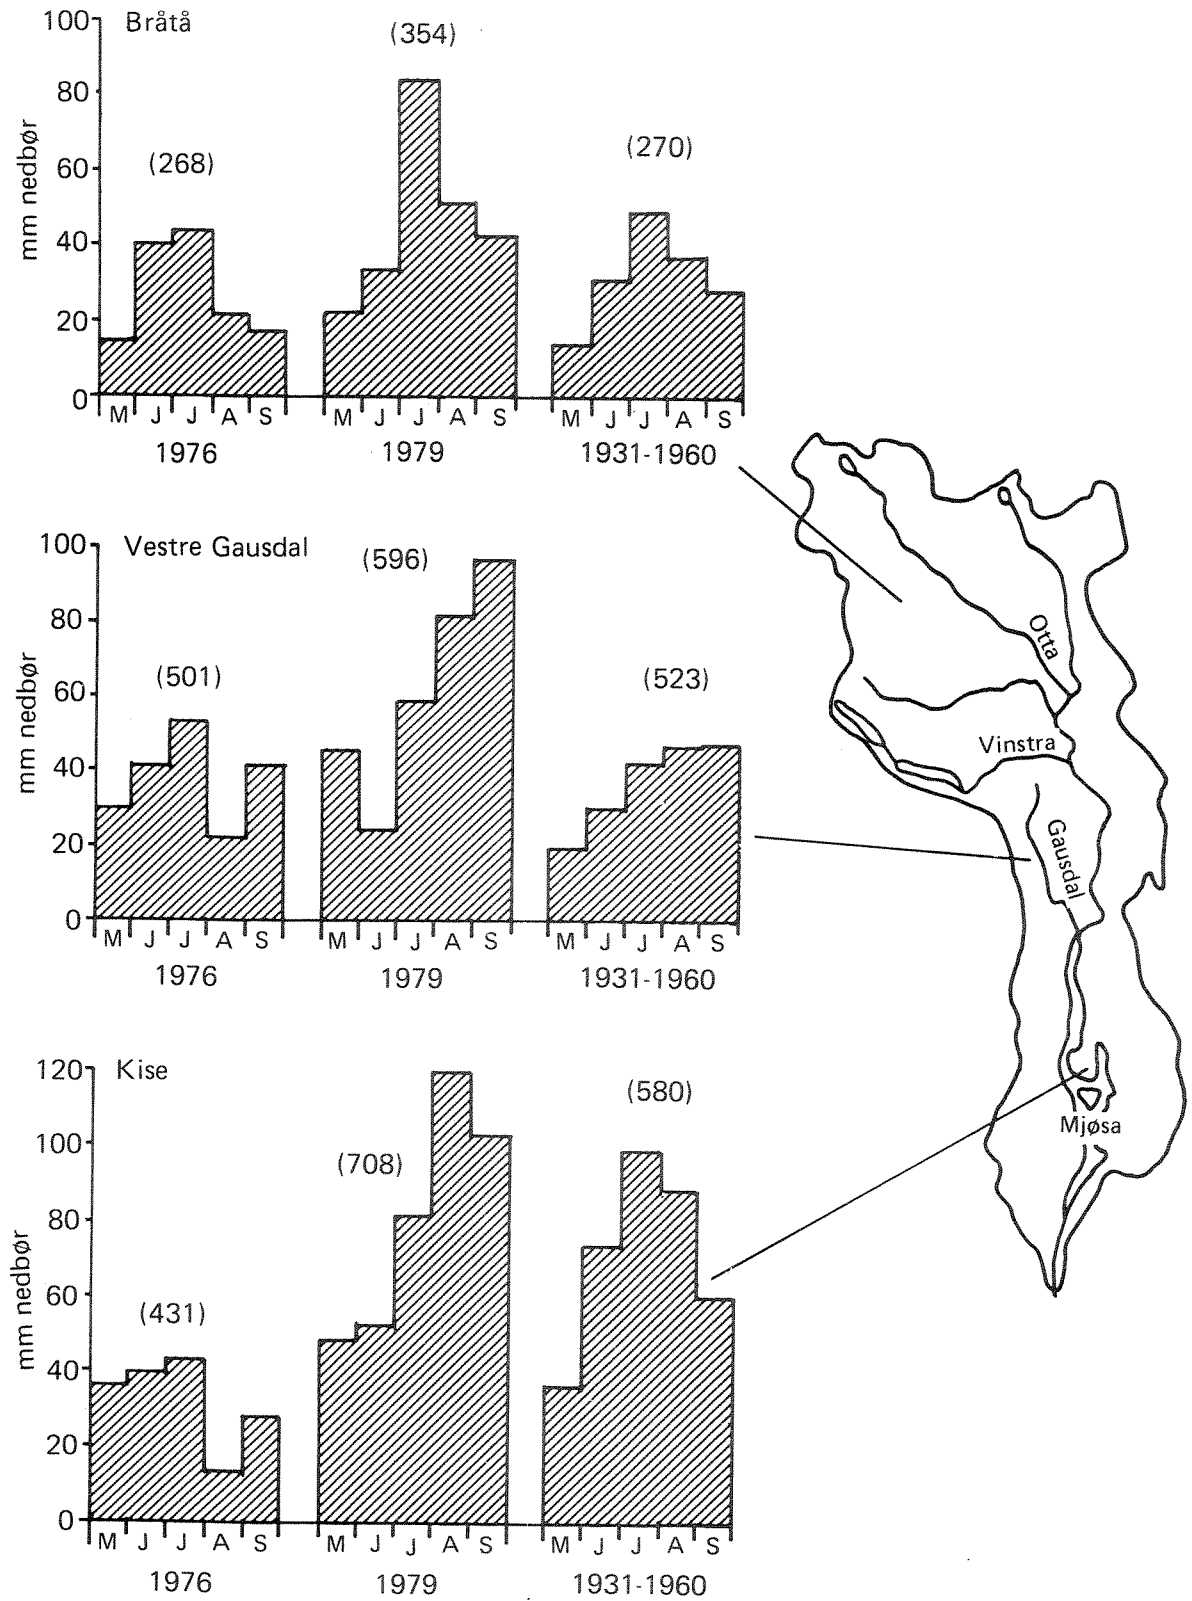 Bråtå
(354)
(268)
(270)
mm nedbør
100
80
60
40
20
0
M J J A S
M J J A S
M J J A S
1976
1979
1931-1960
Vestre Gausdal
(596)
(501)
(523)
mm nedbør
100
80
60
40
20
0
M J J A S
M J J A S
M J J A S
1976
1979
1931-1960
Kise
(580)
(708)
(431)
mm nedbør
120
100
80
60
40
20
0
M J J A S
M J J A S
M J J A S
1976
1979
1931-1960
Otta
Vinstra
Gausdal
Mjøsa